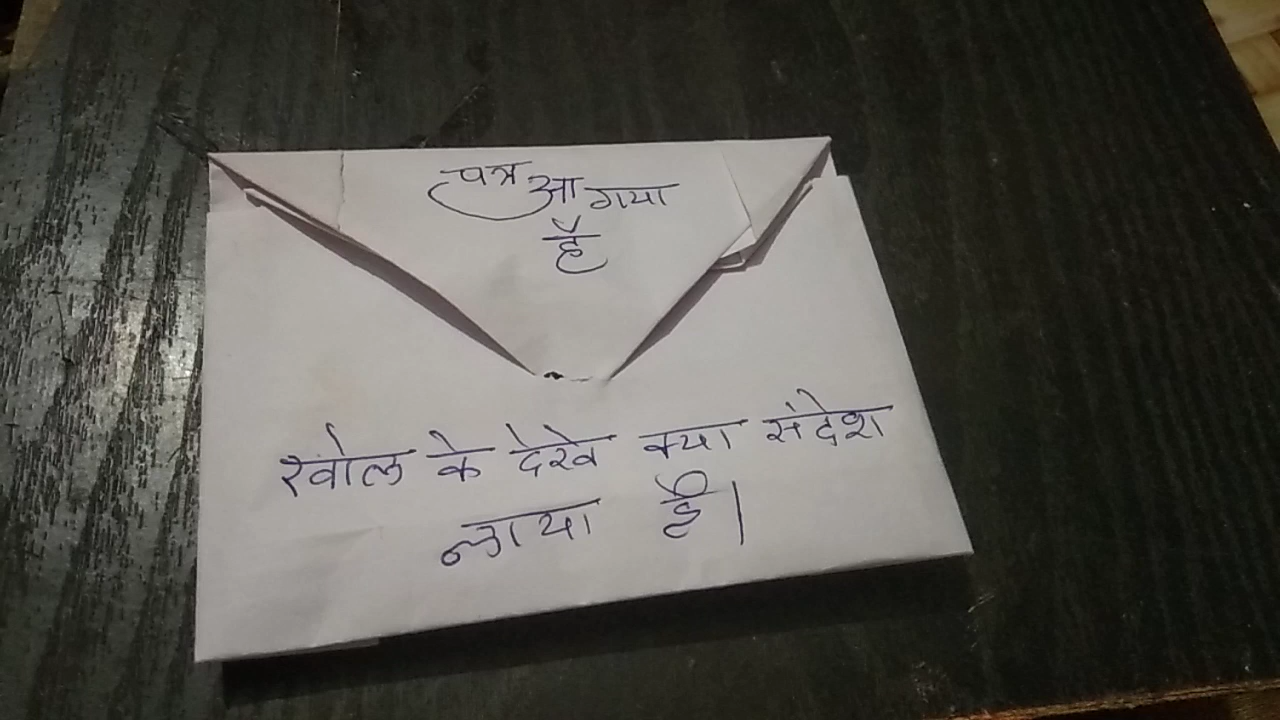 पत्र आ गया
है
खोल के देखे क्या संदेश
लाया है।